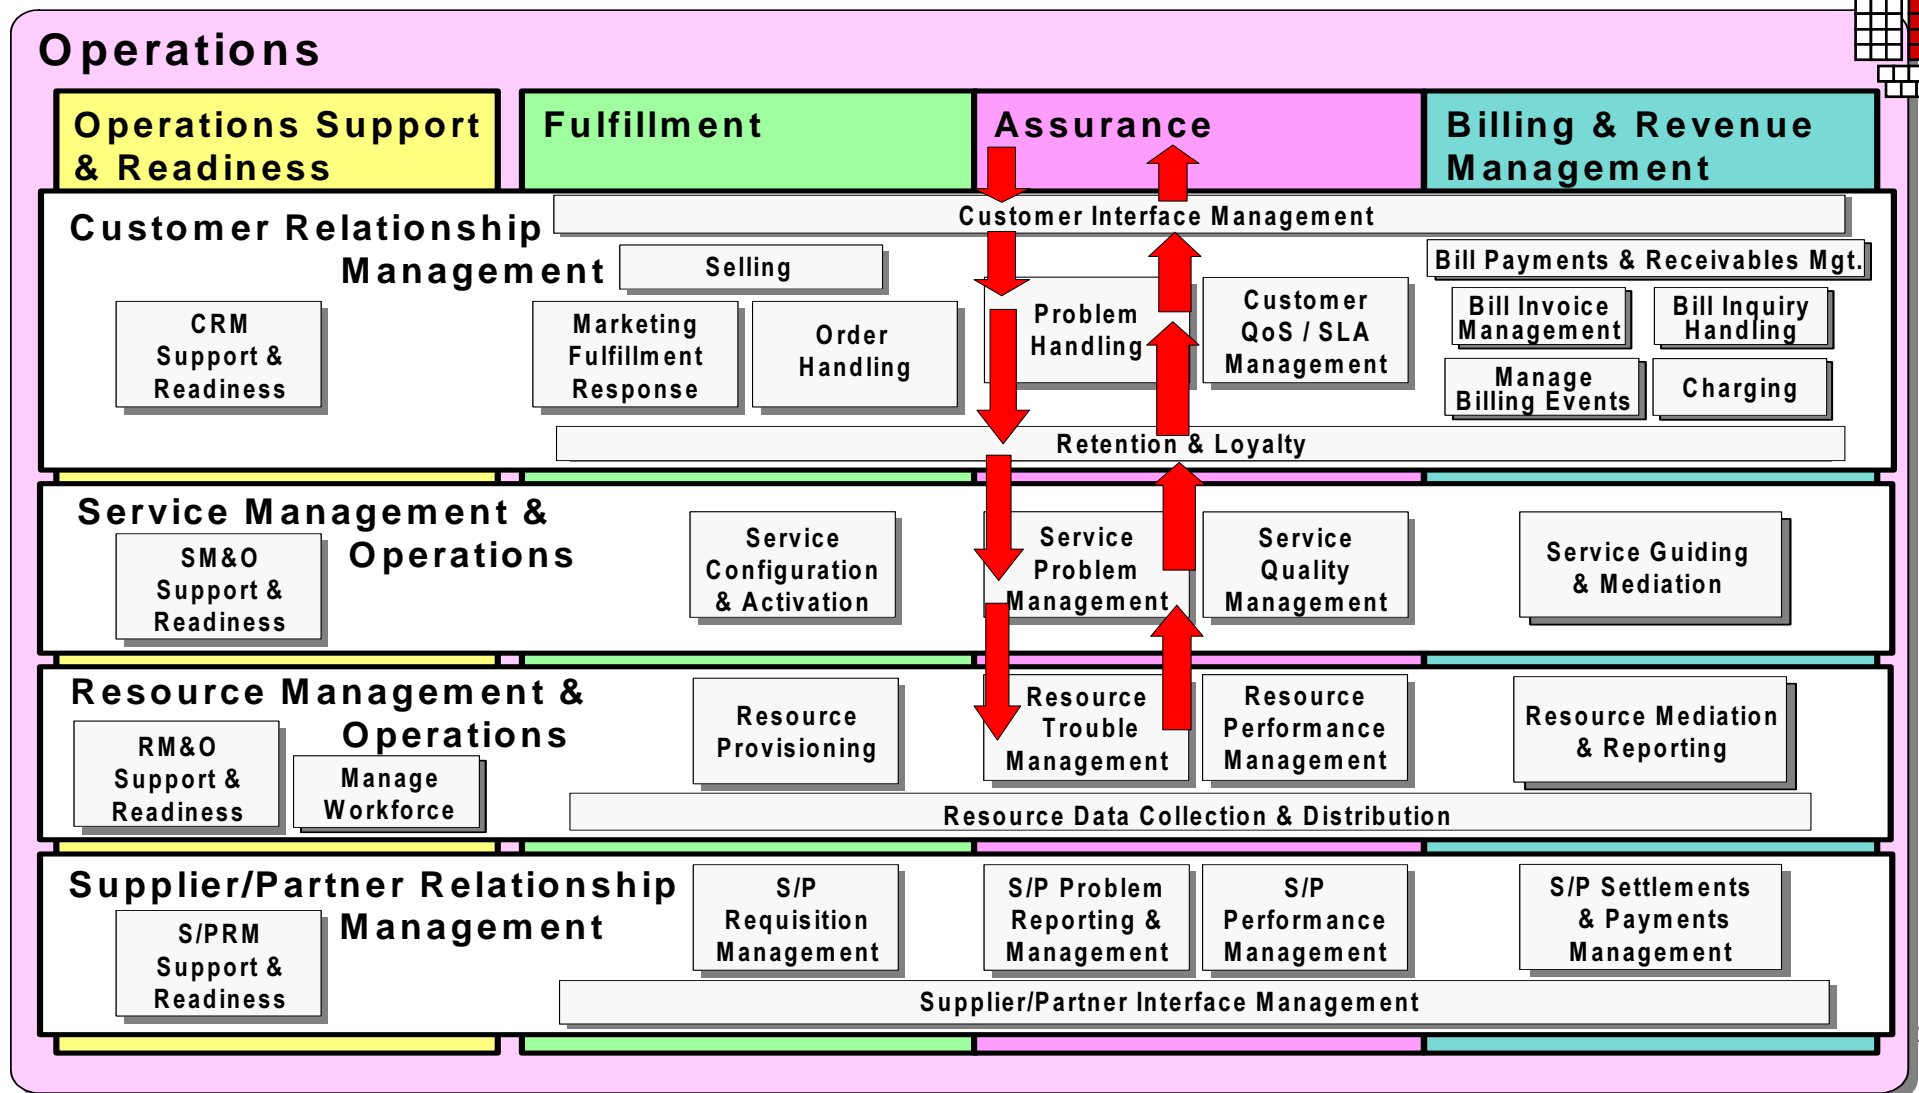 Operations
Operations Support
& Readiness
Fulfillment
Assurance
Billing & Revenue
Management
Customer Relationship
Management
Customer Interface Management
Selling
Bill Payments & Receivables Mgt.
CRM
Support &
Readiness
Marketing
Fulfillment
Response
Order
Handling
Problem
Handling
Customer
QoS / SLA
Management
Bill Invoice
Management
Bill Inquiry
Handling
Manage
Billing Events
Charging
Retention & Loyalty
Service Management &
Operations
SM&O
Support &
Readiness
Service
Configuration
& Activation
Service
Problem
Management
Service
Quality
Management
Service Guiding
& Mediation
Resource Management &
Operations
RM&O
Support &
Readiness
Manage
Workforce
Resource
Provisioning
Resource
Trouble
Management
Resource
Performance
Management
Resource Mediation
& Reporting
Resource Data Collection & Distribution
Supplier/Partner Relationship
Management
S/PRM
Support &
Readiness
S/P
Requisition
Management
S/P Problem
Reporting &
Management
S/P
Performance
Management
S/P Settlements
& Payments
Management
Supplier/Partner Interface Management